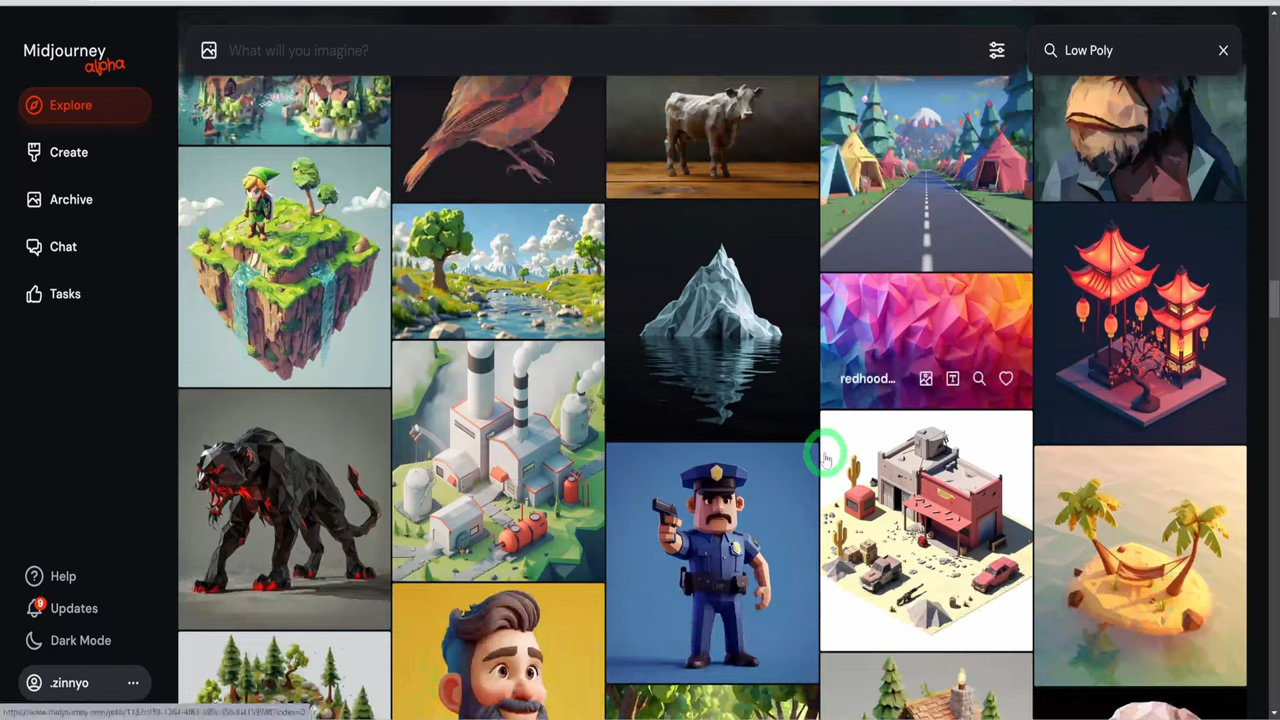 Midjourney
alpha
What will you imagine?
Low Poly
Explore
Create
Archive
Chat
Tasks
redhood...
Help
9
Updates
Dark Mode
.zinnyo